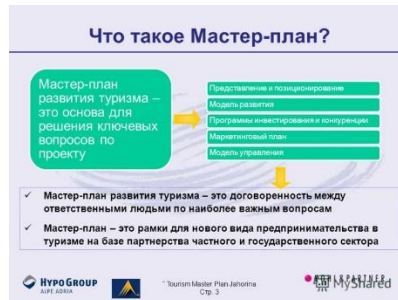 Что такое Мастер-план?
Мастер-план
развития туризма –
это основа для
решения ключевых
вопросов по
проекту
Представление и позиционирование
Модель развития
Программы инвестирования и конкуренции
Маркетинговый план
Модель управления
✓ Мастер-план развития туризма – это договоренность между
ответственными людьми по наиболее важным вопросам
✓ Мастер-план – это рамки для нового вида предпринимательства в
туризме на базе партнерства частного и государственного сектора
HYPO GROUP
ALPE ADRIA
Tourism Master Plan Jahorina
Стр. 3
PARTNER
MyShared